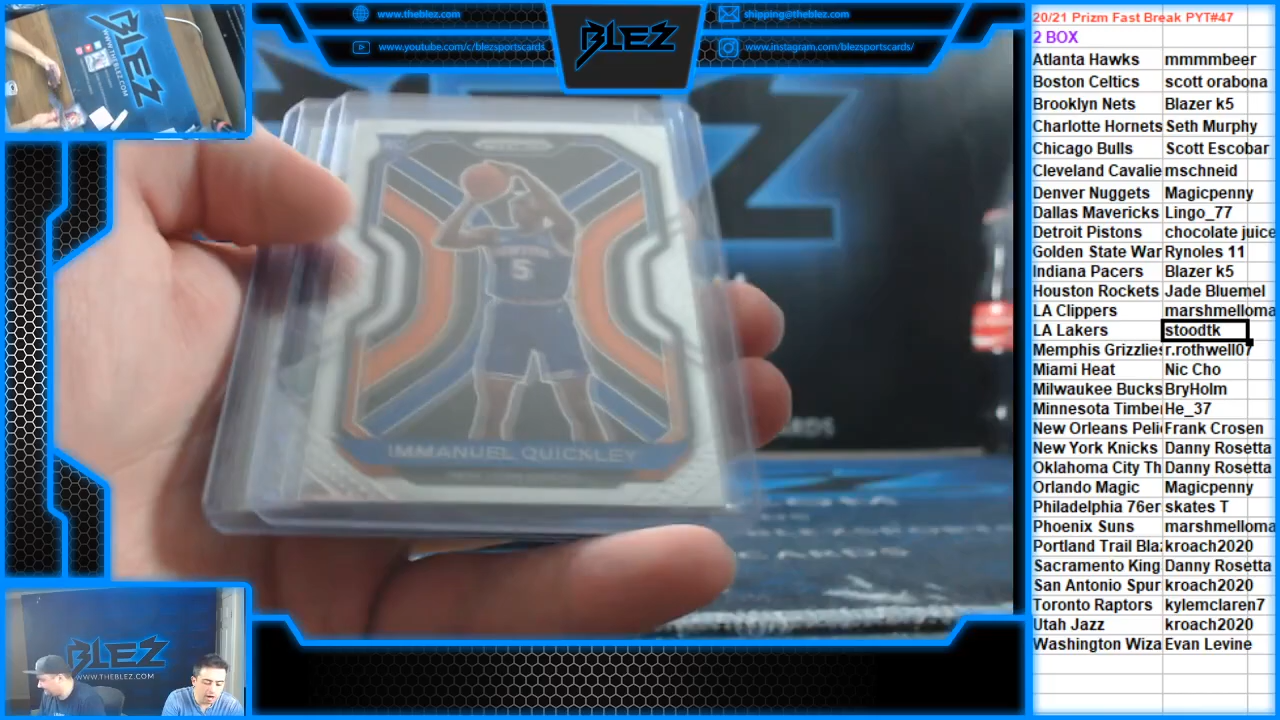 www.theblez.com
www.youtube.com/c/blezsportscards
BLEZ
shipping@theblez.com
www.instagram.com/blezsportscards/
BLEZ
RC
5
IMMANUEL QUICKLEY
CARDS
BLEZ
WWW.THEBLEZ.COM
20/21 Prizm Fast Break PYT#47
2 BOX
Atlanta Hawks mmmmbeer
Boston Celtics scott orabona
Brooklyn Nets Blazer k5
Charlotte Hornets Seth Murphy
Chicago Bulls Scott Escobar
Cleveland Cavalie mschneid
Denver Nuggets Magicpenny
Dallas Mavericks Lingo_77
Detroit Pistons chocolate juice
Golden State War Rynoles 11
Indiana Pacers Blazer k5
Houston Rockets Jade Bluemel
LA Clippers marshmelloma
LA Lakers stoodtk
Memphis Grizzlies r.rothwell07
Miami Heat Nic Cho
Milwaukee Bucks BryHolm
Minnesota Timber He_37
New Orleans Peli Frank Crosen
New York Knicks Danny Rosetta
Oklahoma City Th Danny Rosetta
Orlando Magic Magicpenny
Philadelphia 76er skates T
Phoenix Suns marshmelloma
Portland Trail Bla kroach2020
Sacramento King Danny Rosetta
San Antonio Spur kroach2020
Toronto Raptors kylemclaren7
Utah Jazz kroach2020
Washington Wiza Evan Levine